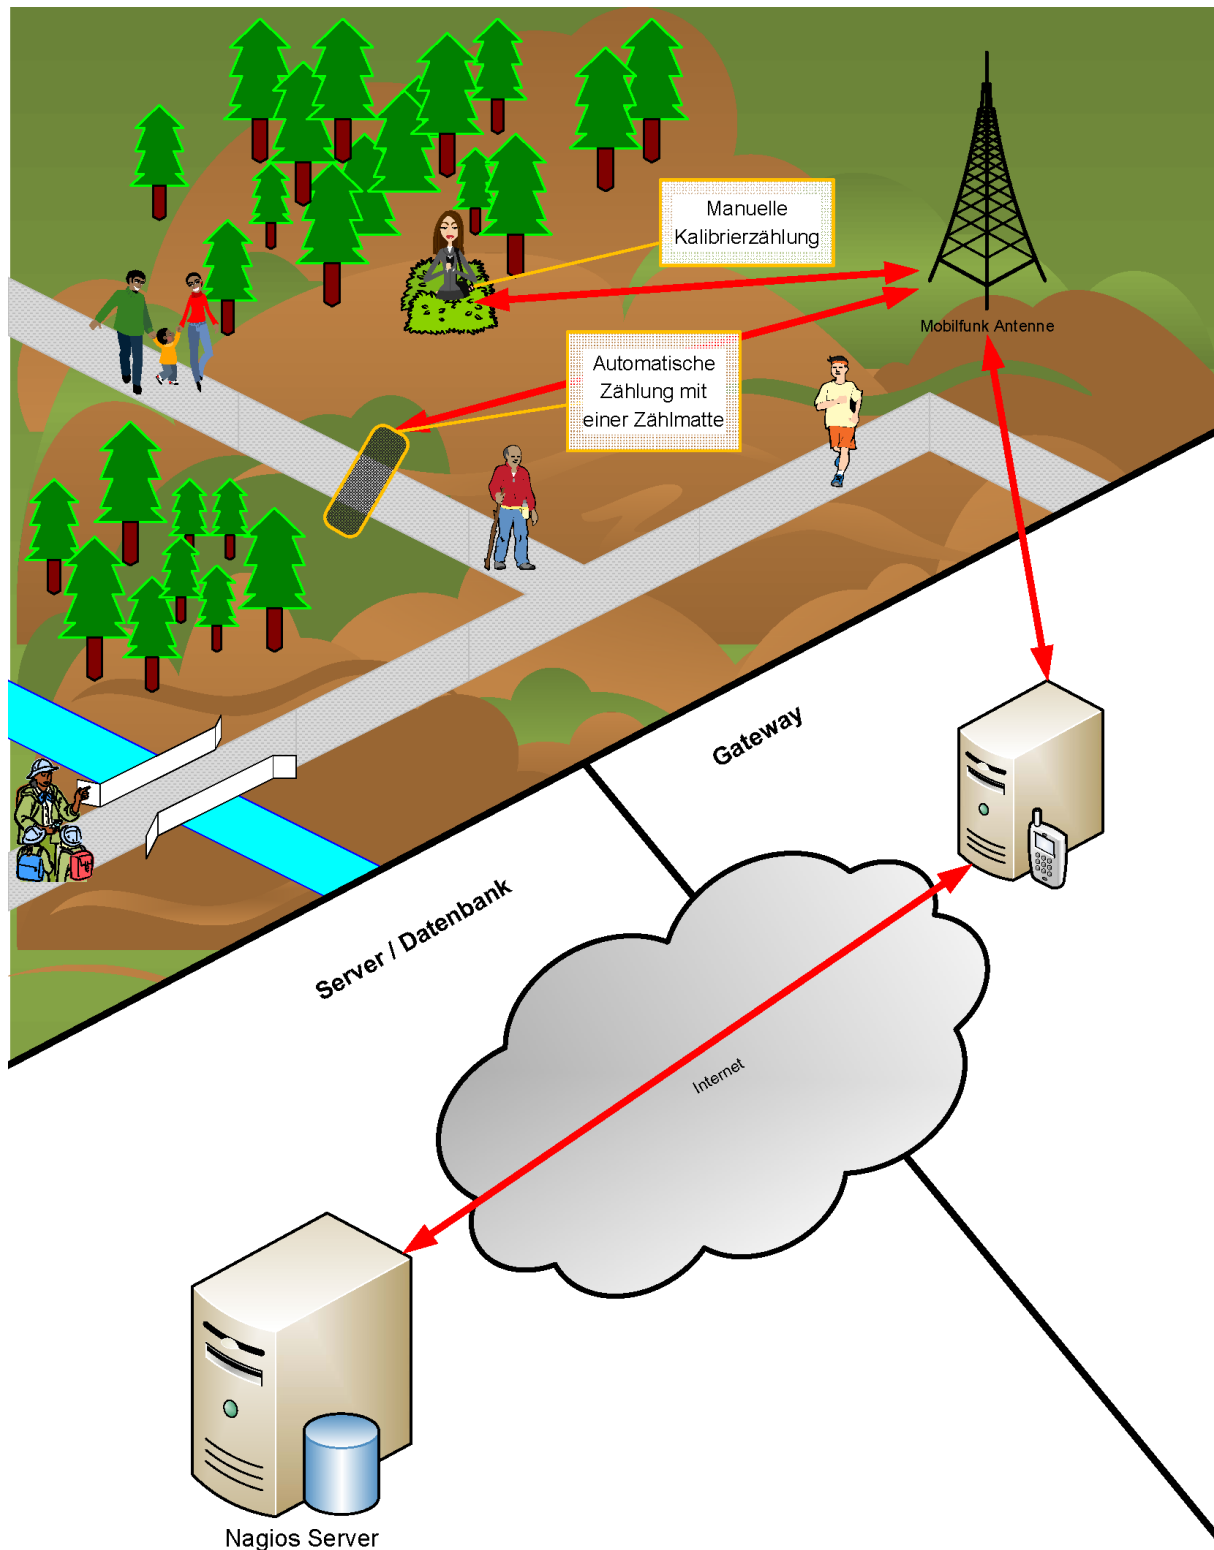 Manuelle
Kalibrierzählung
Mobilfunk Antenne
Automatische
Zählung mit
einer Zählmatte
Gateway
Server / Datenbank
Internet
Nagios Server